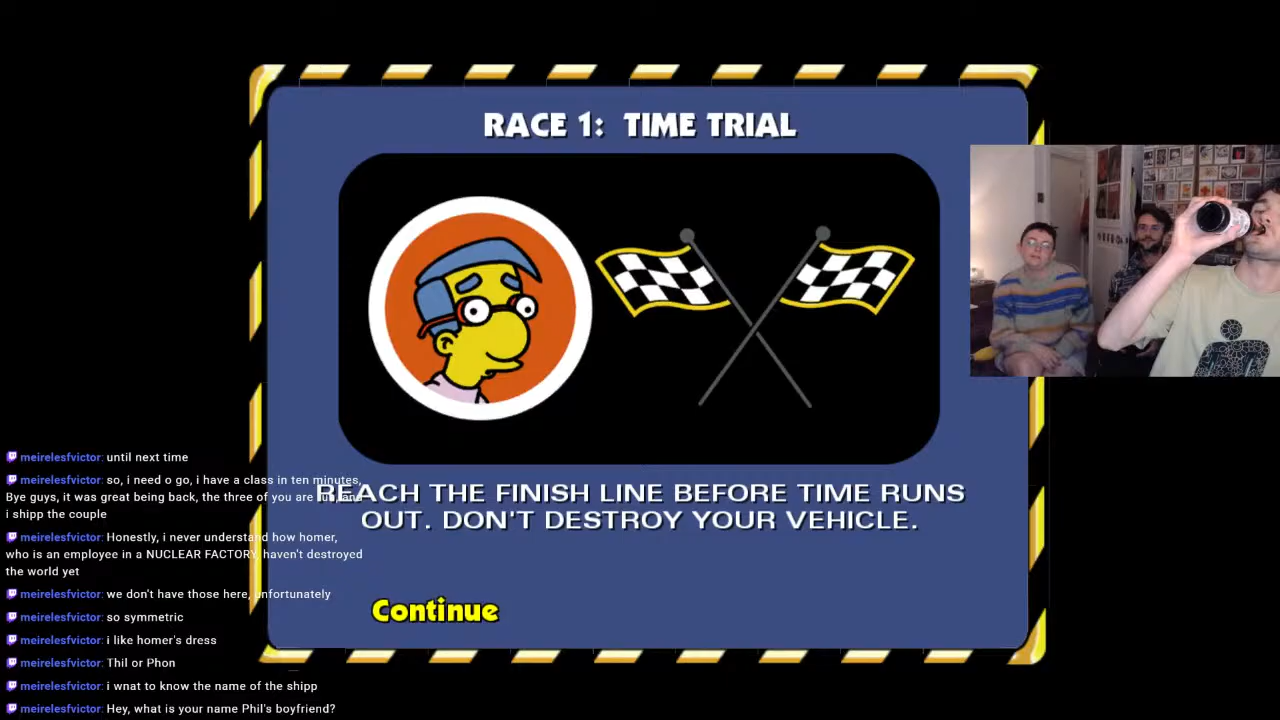 RACE 1: TIME TRIAL
REACH THE FINISH LINE BEFORE TIME RUNS
OUT. DON'T DESTROY YOUR VEHICLE.
Continue
meirelesfvictor: until next time
meirelesfvictor: so, i need o go, i have a class in ten minutes,
Bye guys, it was great being back, the three of you are and
i shipp the couple
meirelesfvictor: Honestly, i never understand how homer,
who is an employee in a NUCLEAR FACTORY, haven't destroyed
the world yet
meirelesfvictor: we don't have those here, unfortunately
meirelesfvictor: so symmetric
meirelesfvictor: i like homer's dress
meirelesfvictor: Thil or Phon
meirelesfvictor: i wnat to know the name of the shipp
meirelesfvictor: Hey, what is your name Phil's boyfriend?